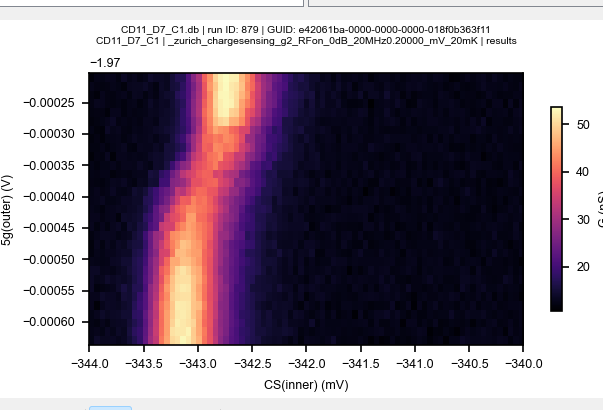 CD11_D7_C1.db | run ID: 879 | GUID: e42061ba-0000-0000-0000-018f0b363f11
CD11_D7_C1 | _zurich_chargesensing_g2_RFon_0dB_20MHz0.20000_mV_20mK | results
−1.97
−0.00025
−0.00030
−0.00035
−0.00040
−0.00045
−0.00050
−0.00055
−0.00060
5g(outer) (V)
−344.0 −343.5 −343.0 −342.5 −342.0 −341.5 −341.0 −340.5 −340.0
CS(inner) (mV)
50
40
30
20
G (nS)